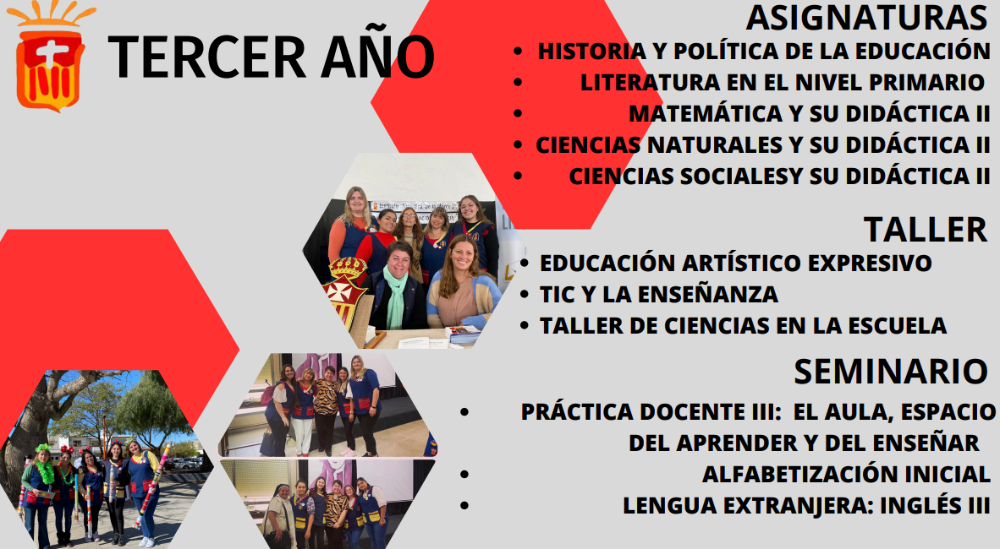 TERCER AÑO
ASIGNATURAS
• HISTORIA Y POLÍTICA DE LA EDUCACIÓN
• LITERATURA EN EL NIVEL PRIMARIO
• MATEMÁTICA Y SU DIDÁCTICA II
• CIENCIAS NATURALES Y SU DIDÁCTICA II
• CIENCIAS SOCIALESY SU DIDÁCTICA II
TALLER
• EDUCACIÓN ARTÍSTICO EXPRESIVO
• TIC Y LA ENSEÑANZA
• TALLER DE CIENCIAS EN LA ESCUELA
SEMINARIO
• PRÁCTICA DOCENTE III: EL AULA, ESPACIO
DEL APRENDER Y DEL ENSEÑAR
• ALFABETIZACIÓN INICIAL
• LENGUA EXTRANJERA: INGLÉS III